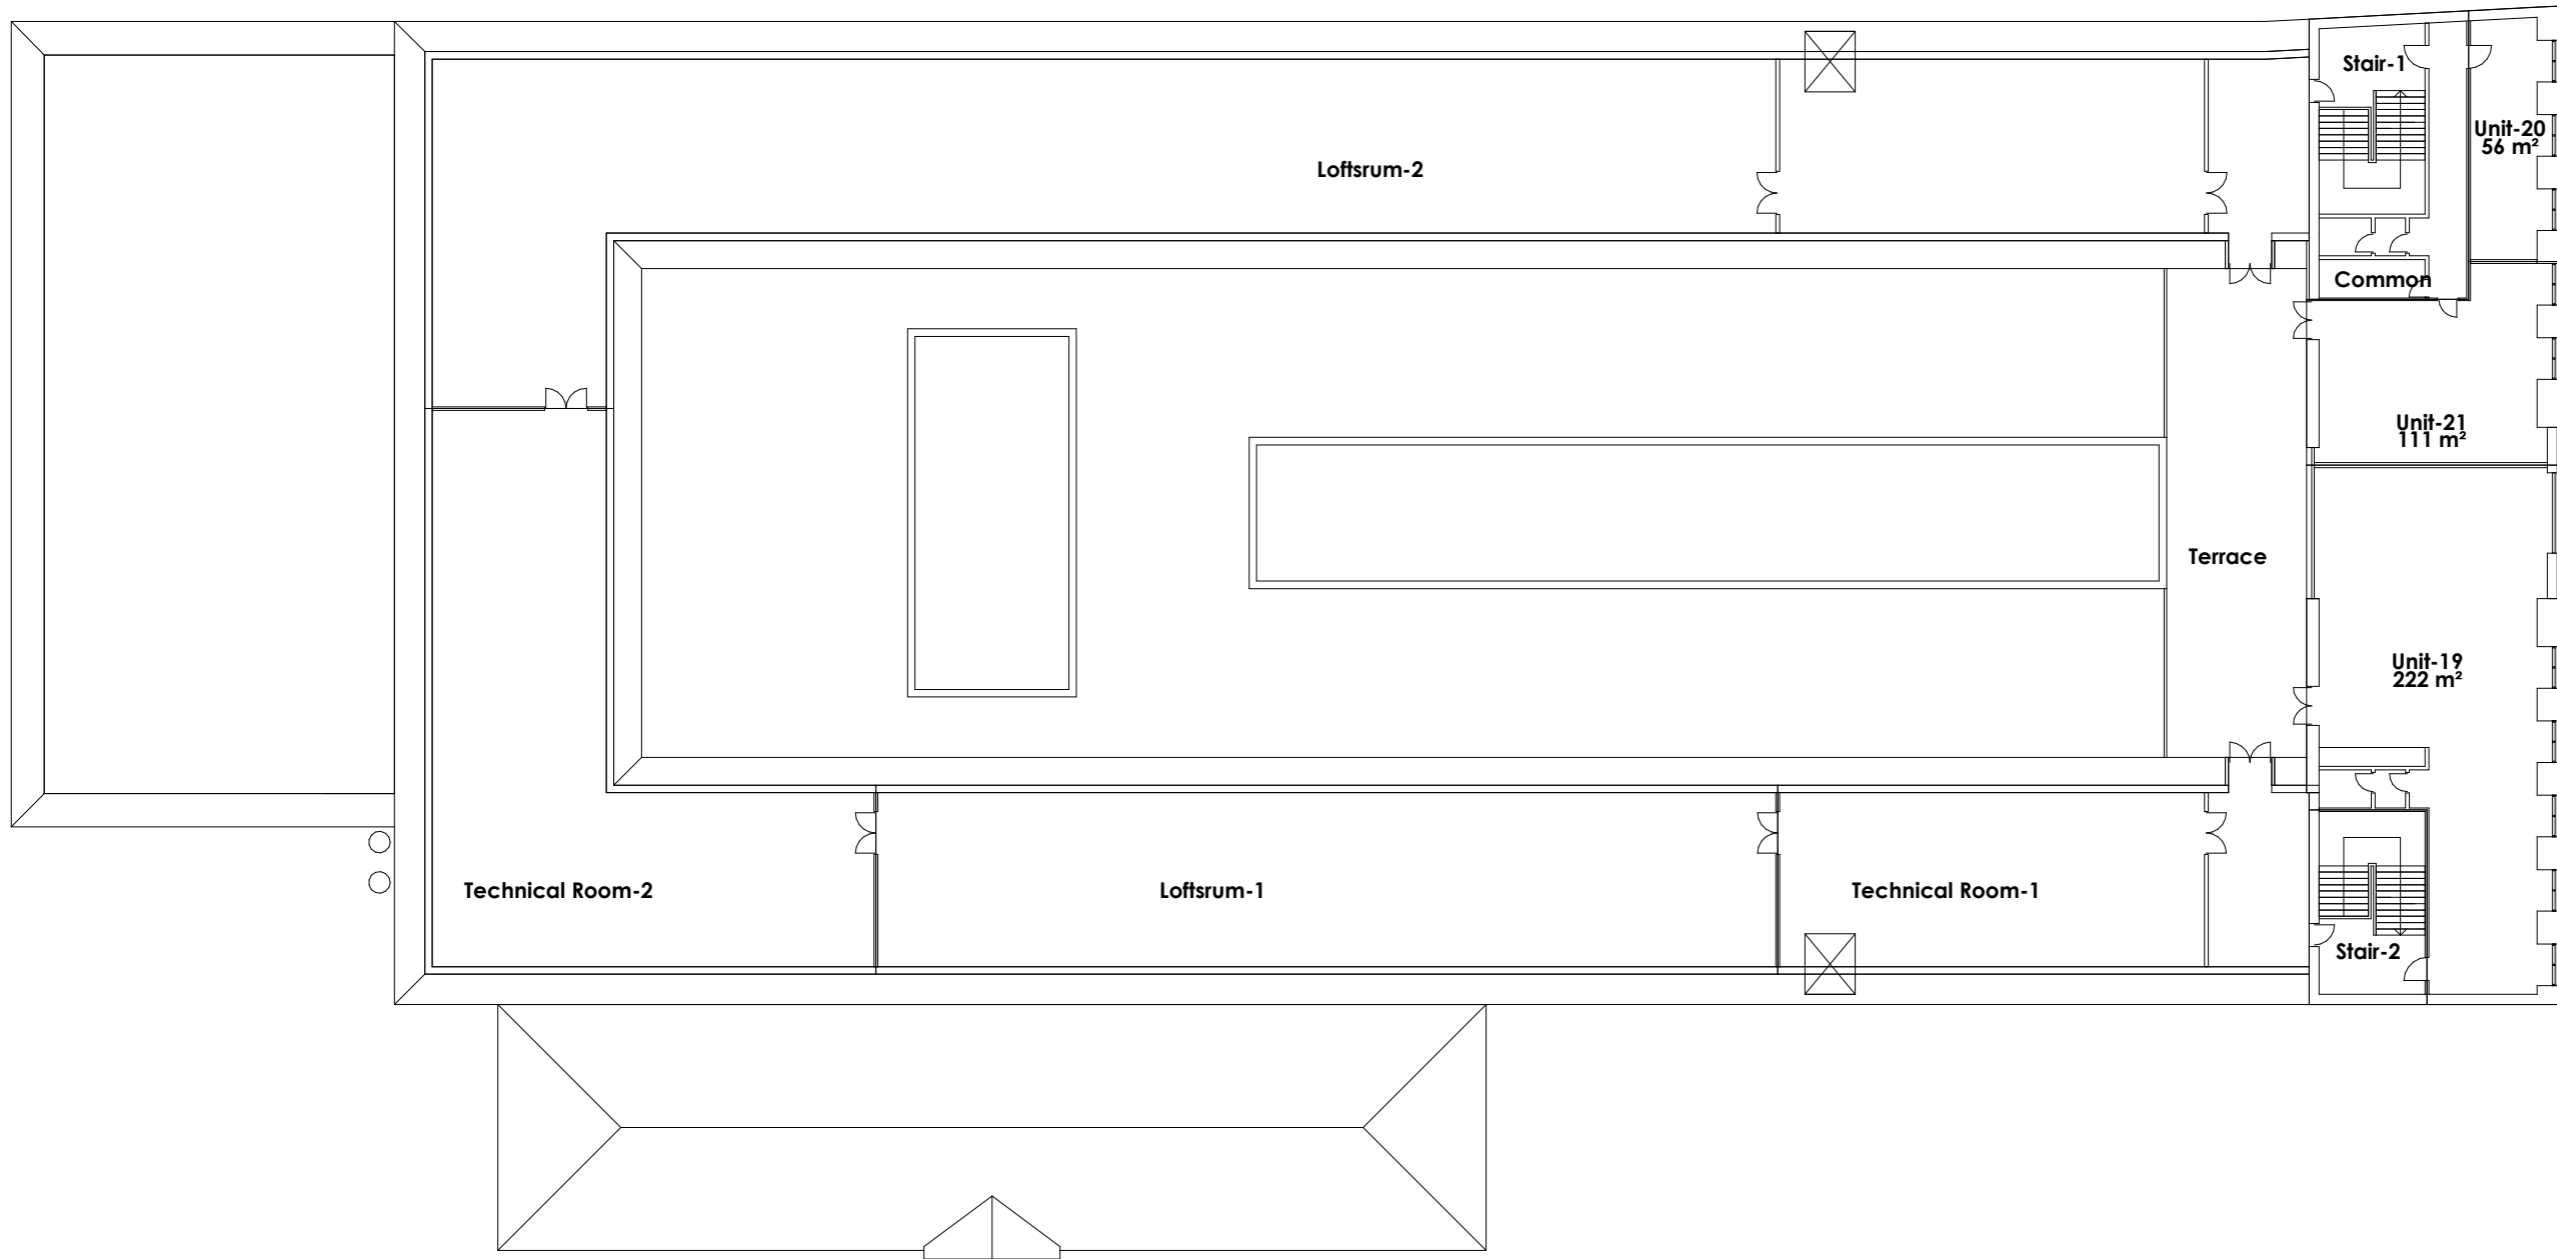 Stair-1
Unit-20
56 m²
Loftsrum-2
Common
Unit-21
111 m²
Terrace
Unit-19
222 m²
Technical Room-2
Loftsrum-1
Technical Room-1
Stair-2